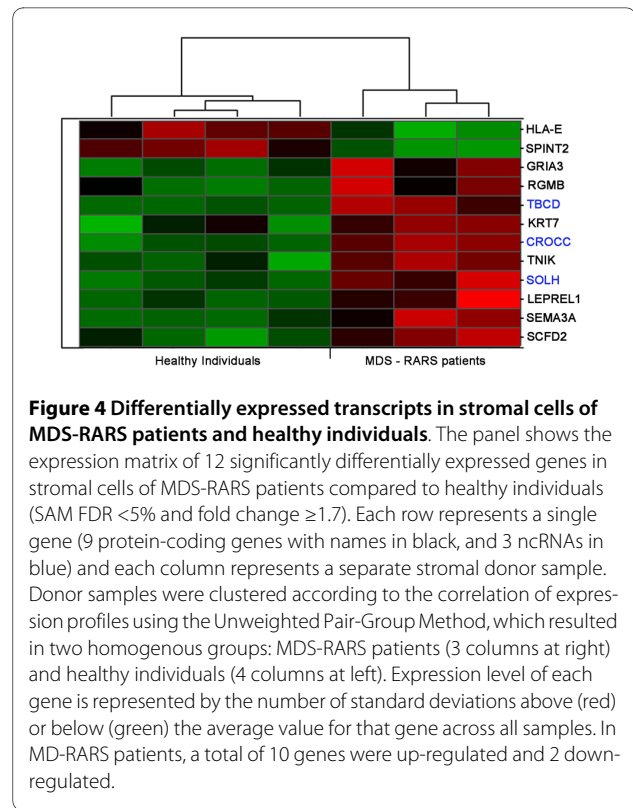 HLA-E
SPINT2
GRIA3
RGMB
TBCD
KRT7
CROCC
TNIK
SOLH
LEPREL1
SEMA3A
SCFD2
Healthy Individuals MDS - RARS patients
Figure 4 Differentially expressed transcripts in stromal cells of
MDS-RARS patients and healthy individuals. The panel shows the
expression matrix of 12 significantly differentially expressed genes in
stromal cells of MDS-RARS patients compared to healthy individuals
(SAM FDR <5% and fold change ≥1.7). Each row represents a single
gene (9 protein-coding genes with names in black, and 3 ncRNAs in
blue) and each column represents a separate stromal donor sample.
Donor samples were clustered according to the correlation of expres-
sion profiles using the Unweighted Pair-Group Method, which resulted
in two homogenous groups: MDS-RARS patients (3 columns at right)
and healthy individuals (4 columns at left). Expression level of each
gene is represented by the number of standard deviations above (red)
or below (green) the average value for that gene across all samples. In
MD-RARS patients, a total of 10 genes were up-regulated and 2 down-
regulated.